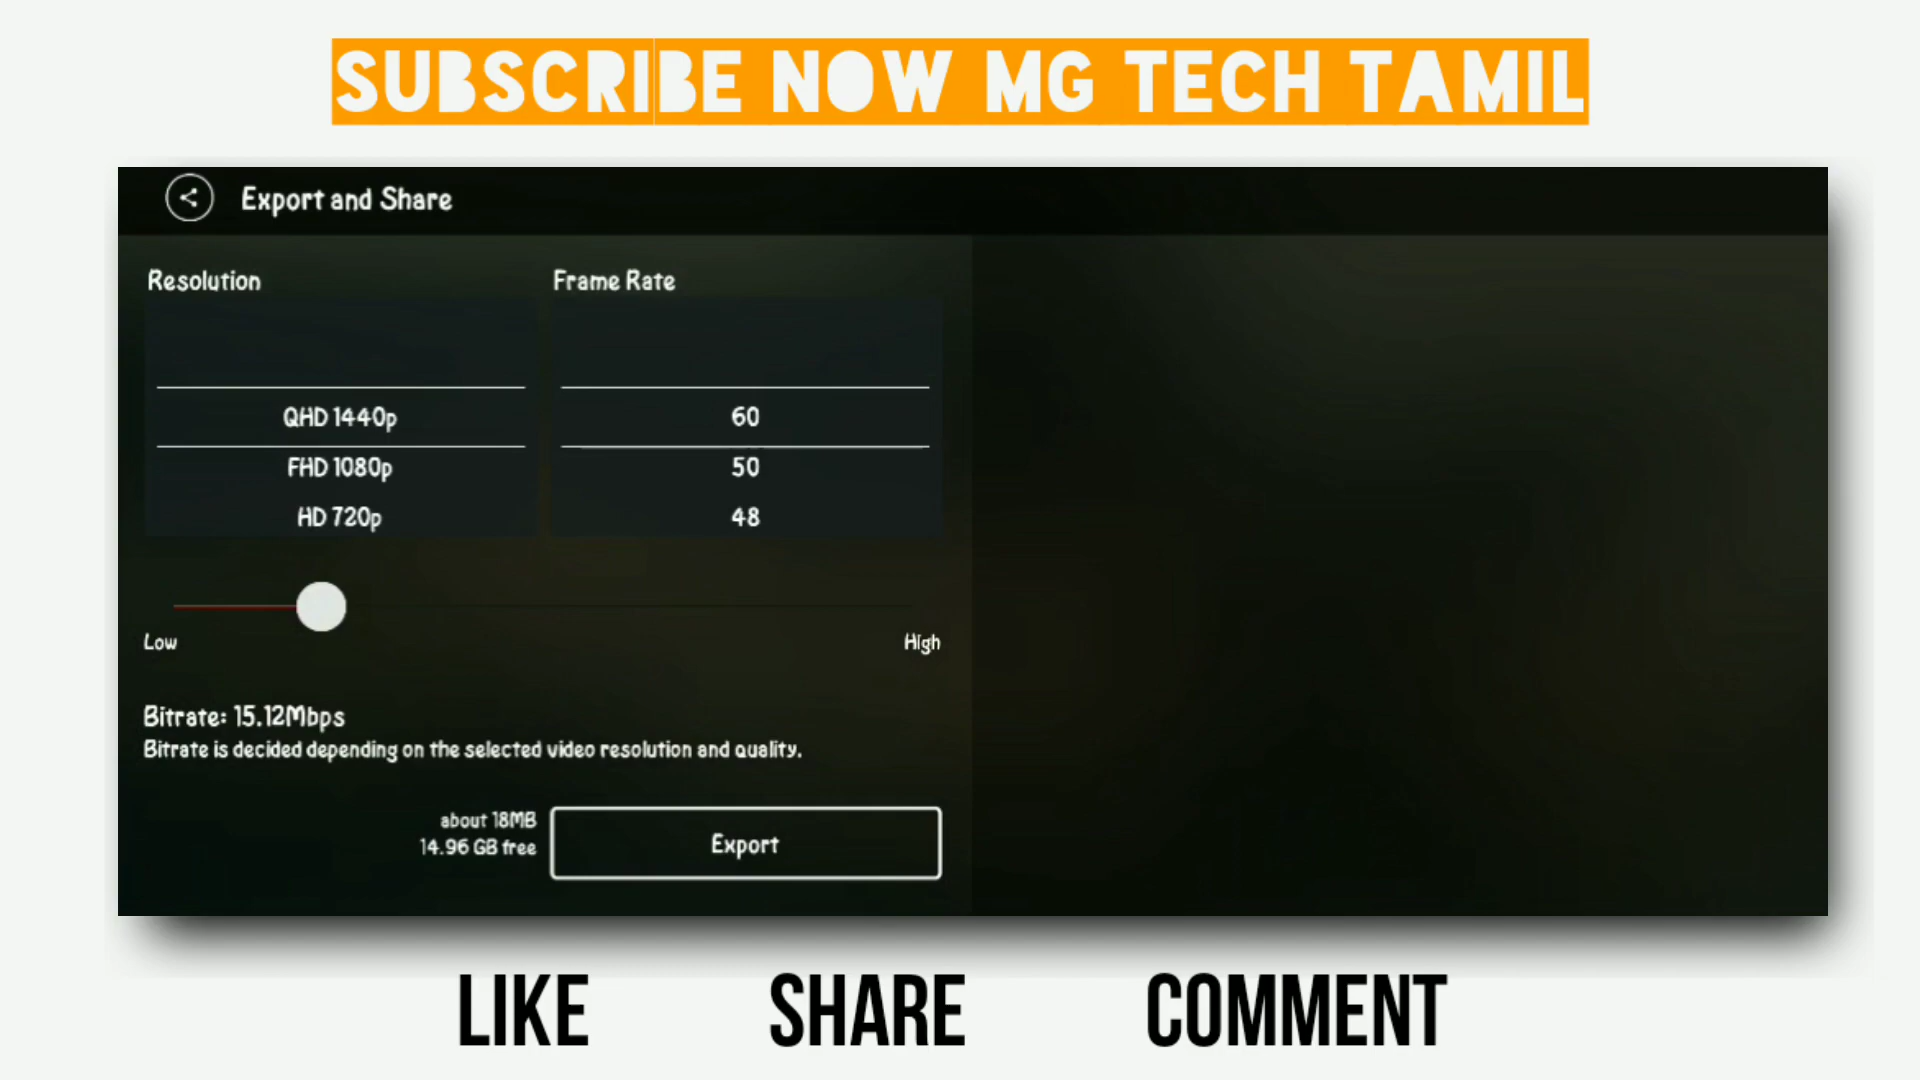 SUBSCRIBE NOW MG TECH TAMIL
Export and Share
Resolution
Frame Rate
QHD 1440p
60
FHD 1080p
50
HD 720p
48
Low
High
Bitrate: 15.12Mbps
Bitrate is decided depending on the selected video resolution and quality.
about 18MB
14.96 GB free
Export
LIKE SHARE COMMENT